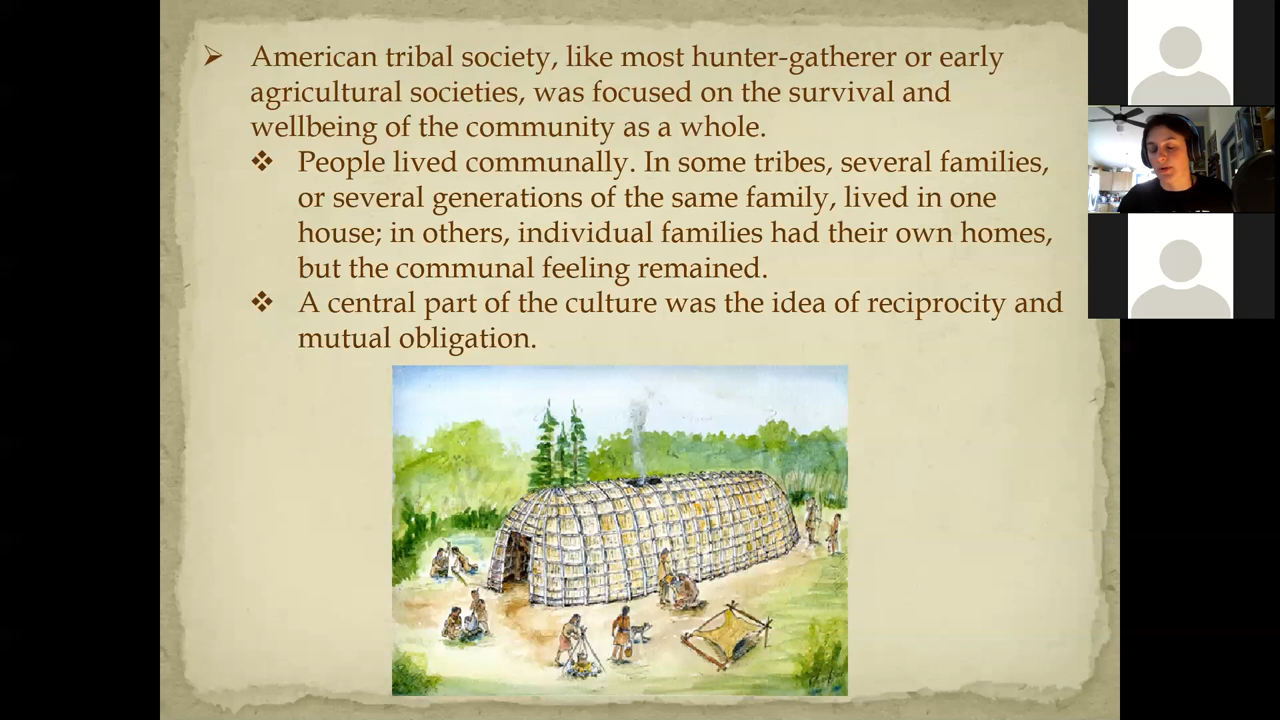 American tribal society, like most hunter-gatherer or early
agricultural societies, was focused on the survival and
wellbeing of the community as a whole.
People lived communally. In some tribes, several families,
or several generations of the same family, lived in one
house; in others, individual families had their own homes,
but the communal feeling remained.
A central part of the culture was the idea of reciprocity and
mutual obligation.